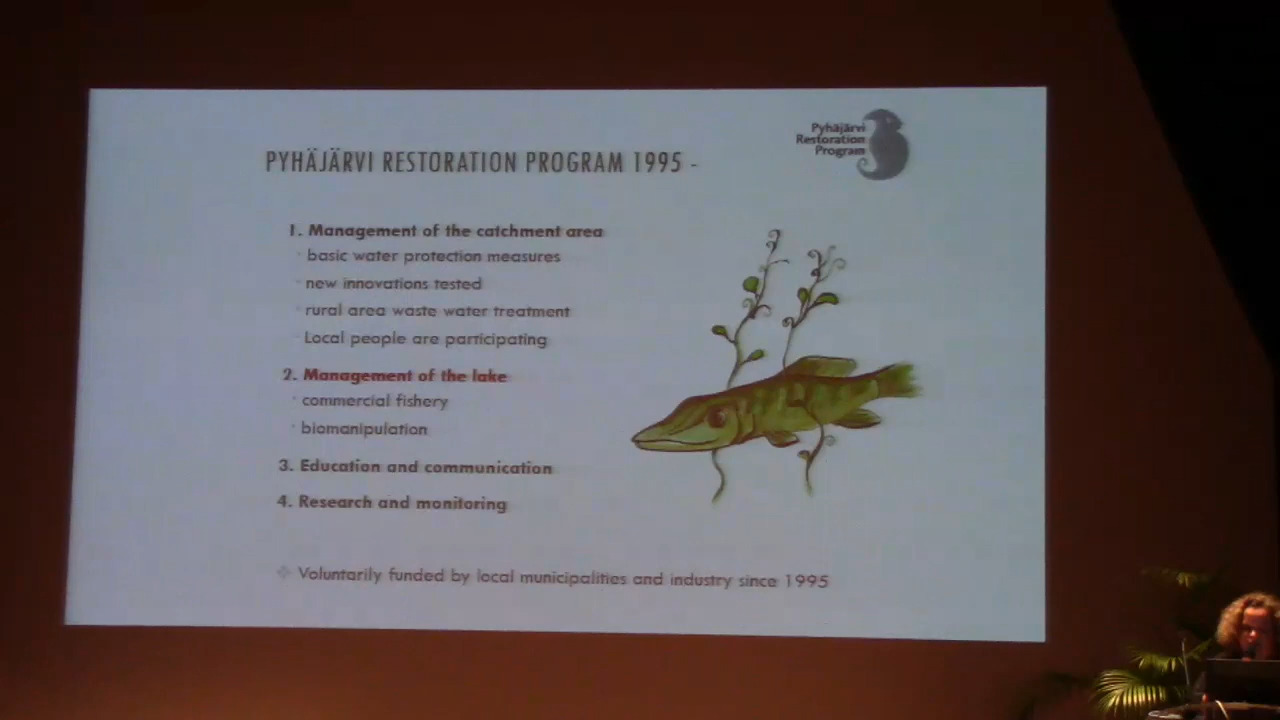 Pyhäjärvi
Restoration
Program
PYHÄJÄRVI RESTORATION PROGRAM 1995 -
1. Management of the catchment area
basic water protection measures
new innovations tested
rural area waste water treatment
Local people are participating
2. Management of the lake
commercial fishery
biomanipulation
3. Education and communication
4. Research and monitoring
Voluntarily funded by local municipalities and industry since 1995